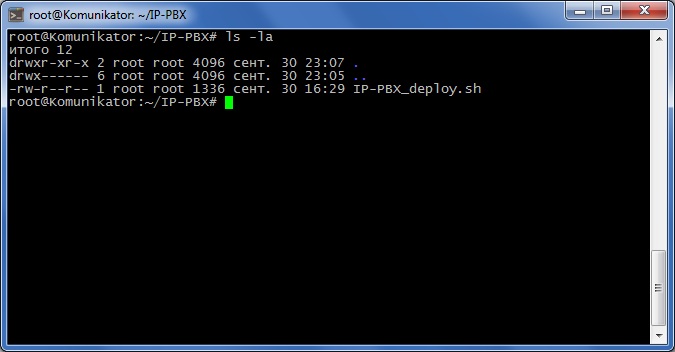 root@Komunikator: ~/IP-PBX
root@Komunikator:~/IP-PBX# ls -la
итого 12
drwxr-xr-x 2 root root 4096 сент. 30 23:07 .
drwx------ 6 root root 4096 сент. 30 23:05 ..
-rw-r--r-- 1 root root 1336 сент. 30 16:29 IP-PBX_deploy.sh
root@Komunikator:~/IP-PBX#